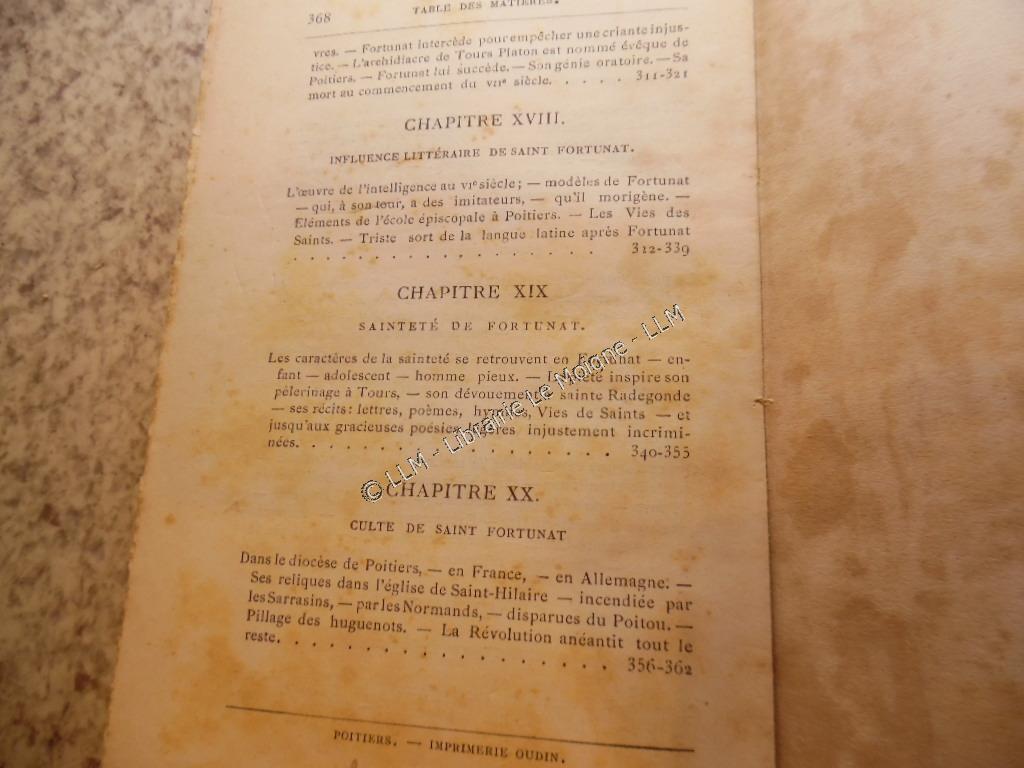 368 TABLE DES MATIÈRES.
vres. — Fortunat intercède pour empêcher une criante injus-
tice. — L'archidiacre de Tours Platon est nommé évêque de
Poitiers. — Fortunat lui succède. — Son génie oratoire. — Sa
mort au commencement du VIIe siècle. . . . . 311-321
CHAPITRE XVIII.
INFLUENCE LITTÉRAIRE DE SAINT FORTUNAT.
L'œuvre de l'intelligence au VIe siècle; — modèles de Fortunat
— qui, à son tour, a des imitateurs, — qu'il morigène. —
Eléments de l'école épiscopale à Poitiers. — Les Vies des
Saints. — Triste sort de la langue latine après Fortunat
. . . . . . . . . . . . . . . . . 312-339
CHAPITRE XIX
SAINTETÉ DE FORTUNAT.
Les caractères de la sainteté se retrouvent en Fortunat — en-
fant — adolescent — homme pieux. — La piété inspire son
pèlerinage à Tours, — son dévouement à sainte Radegonde
— ses récits: lettres, poèmes, hymnes, Vies de Saints — et
jusqu'aux gracieuses poésies légères injustement incrimi-
nées. . . . . . . . . . . . . . . . . . 340-355
CHAPITRE XX.
CULTE DE SAINT FORTUNAT
Dans le diocèse de Poitiers, — en France, — en Allemagne. —
Ses reliques dans l'église de Saint-Hilaire — incendiée par
les Sarrasins, — par les Normands, — disparues du Poitou. —
Pillage des huguenots. — La Révolution anéantit tout le
reste. . . . . . . . . . . . . . . . . . . 356-362
POITIERS. — IMPRIMERIE OUDIN.
© LLM - Librairie Le Moigne - LLM